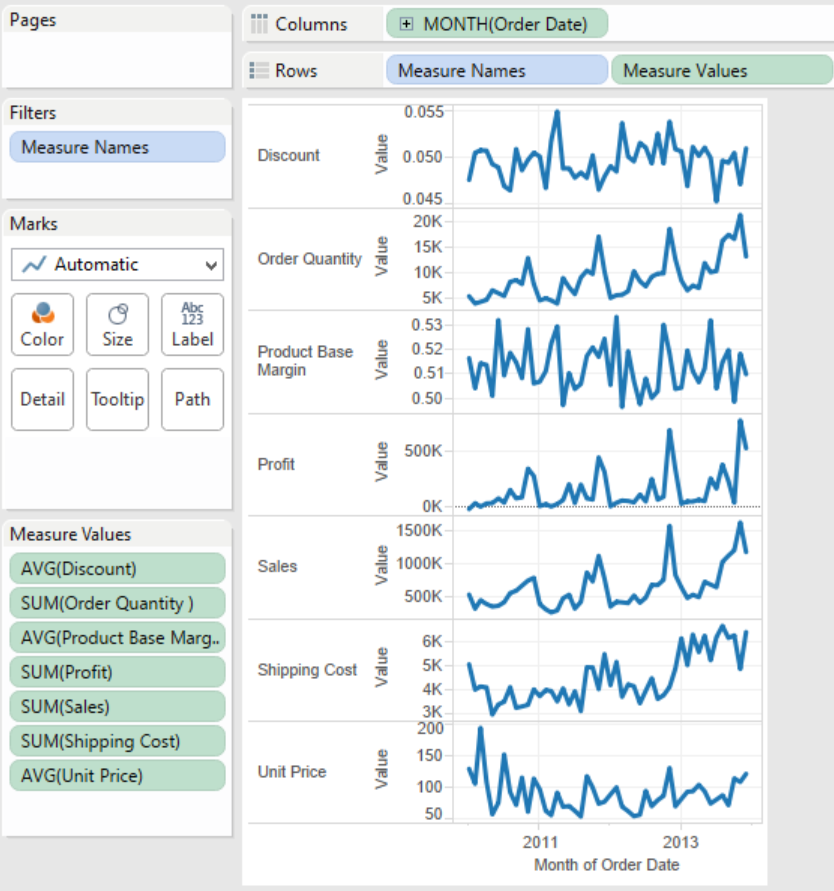 Pages
Columns
MONTH(Order Date)
Rows
Measure Names
Measure Values
Filters
Measure Names
Marks
Automatic
Color
Size
Abc
123
Label
Detail
Tooltip
Path
Measure Values
AVG(Discount)
SUM(Order Quantity )
AVG(Product Base Marg..
SUM(Profit)
SUM(Sales)
SUM(Shipping Cost)
AVG(Unit Price)
Discount
Value
0.055
0.050
0.045
Order Quantity
Value
20K
15K
10K
5K
Product Base
Margin
Value
0.53
0.52
0.51
0.50
Profit
Value
500K
0K
Sales
Value
1500K
1000K
500K
Shipping Cost
Value
6K
5K
4K
3K
Unit Price
Value
200
150
100
50
2011
2013
Month of Order Date